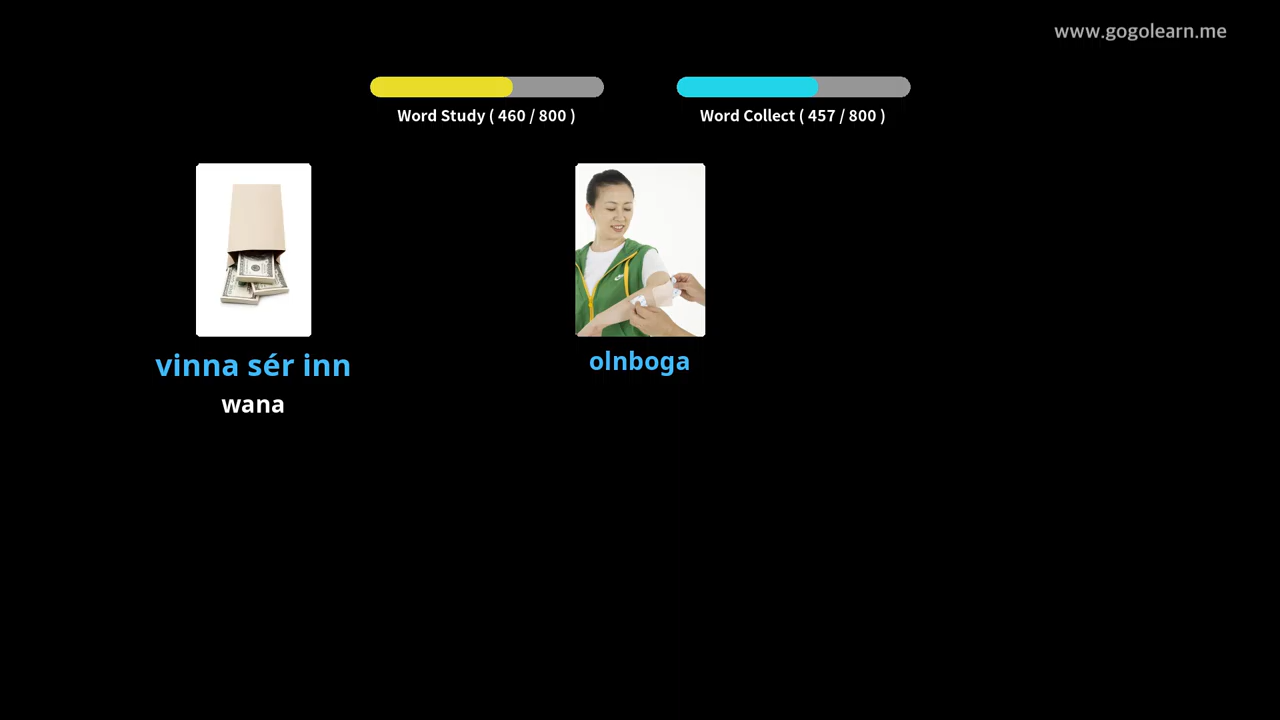 www.gogolearn.me
Word Study ( 460 / 800 )
Word Collect ( 457 / 800 )
vinna sér inn
wana
olnboga